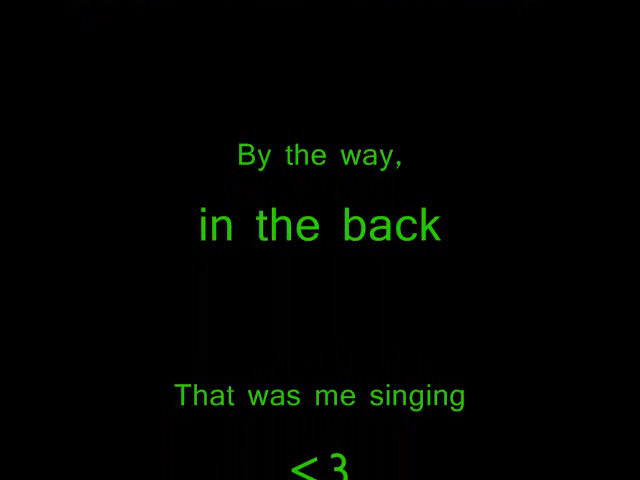 By the way,
in the back
That was me singing
<3